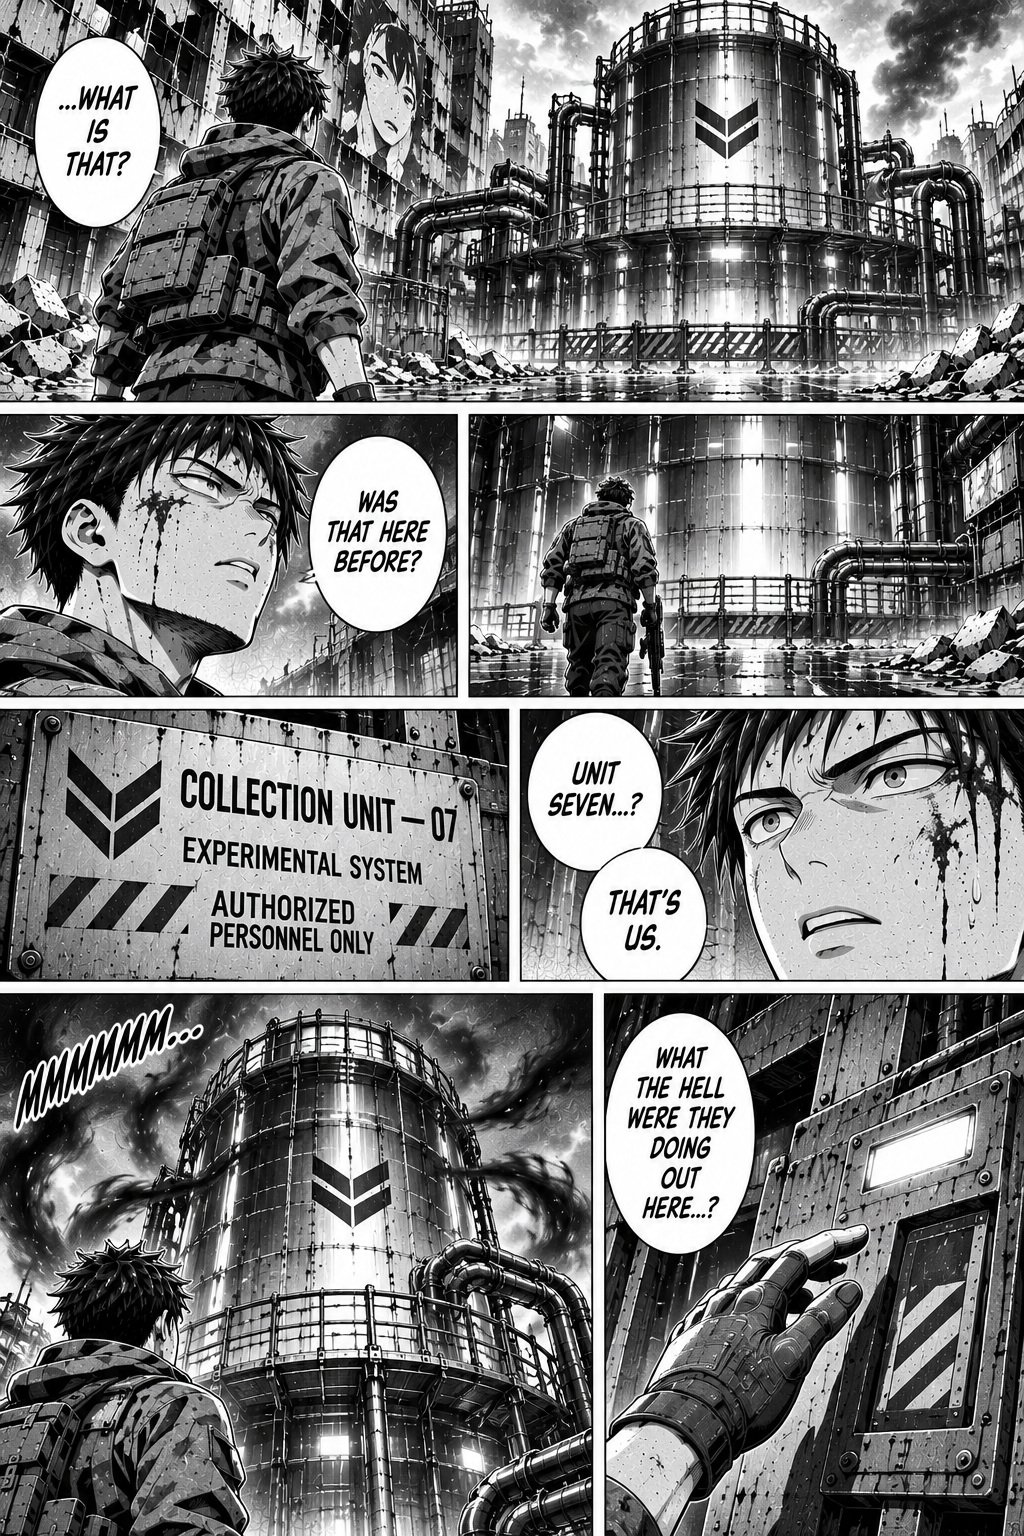 ...WHAT
IS
THAT?
WAS
THAT HERE
BEFORE?
COLLECTION UNIT — 07
EXPERIMENTAL SYSTEM
AUTHORIZED
PERSONNEL ONLY
UNIT
SEVEN...?
THAT'S
US.
MMMMMM...
WHAT
THE HELL
WERE THEY
DOING
OUT
HERE...?